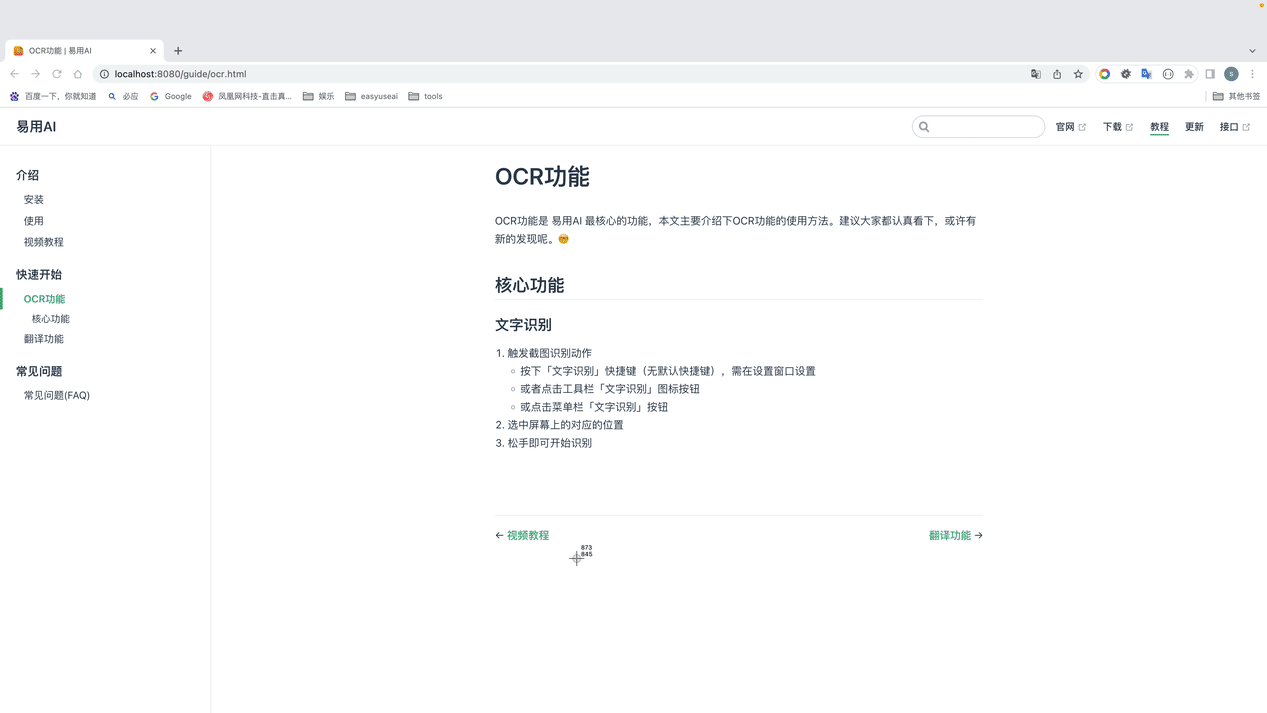 OCR功能 | 易用AI
localhost:8080/guide/ocr.html
百度一下，你就知道 必应 Google 凤凰网科技-直击真... 娱乐 easyuseai tools 其他书签
易用AI 官网 下载 教程 更新 接口
介绍
安装
使用
视频教程
快速开始
OCR功能
核心功能
翻译功能
常见问题
常见问题(FAQ)
OCR功能
OCR功能是 易用AI 最核心的功能，本文主要介绍下OCR功能的使用方法。建议大家都认真看下，或许有
新的发现呢。🤓
核心功能
文字识别
1. 触发截图识别动作
按下「文字识别」快捷键（无默认快捷键），需在设置窗口设置
或者点击工具栏「文字识别」图标按钮
或点击菜单栏「文字识别」按钮
2. 选中屏幕上的对应的位置
3. 松手即可开始识别
← 视频教程 翻译功能 →
873
845